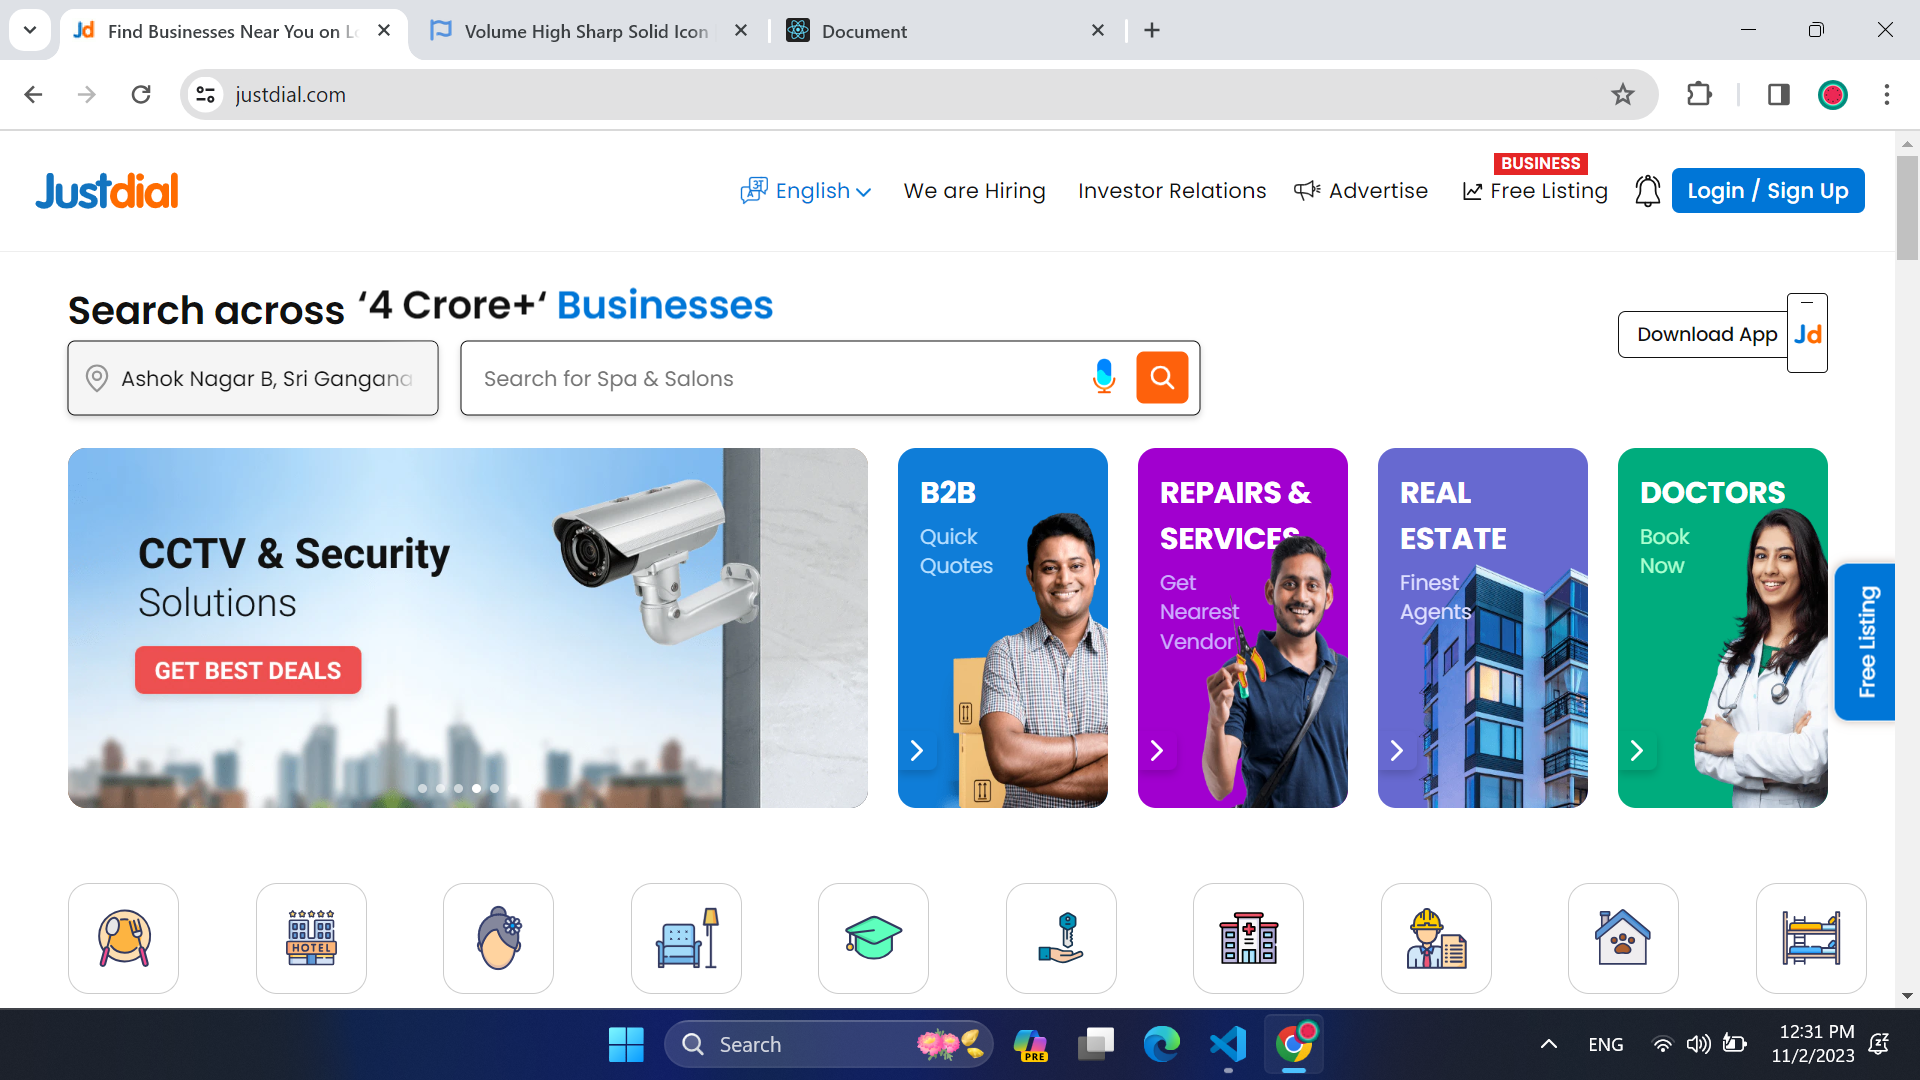 Find Businesses Near You on Lo
Volume High Sharp Solid Icon
Document
justdial.com
Justdial
English
We are Hiring
Investor Relations
Advertise
BUSINESS
Free Listing
Login / Sign Up
Search across ‘4 Crore+‘ Businesses
Download App
Jd
Ashok Nagar B, Sri Gangana
Search for Spa & Salons
CCTV & Security
Solutions
GET BEST DEALS
B2B
Quick
Quotes
REPAIRS &
SERVICES
Get
Nearest
Vendor
REAL
ESTATE
Finest
Agents
DOCTORS
Book
Now
Free Listing
HOTEL
Search
PRE
ENG
12:31 PM
11/2/2023